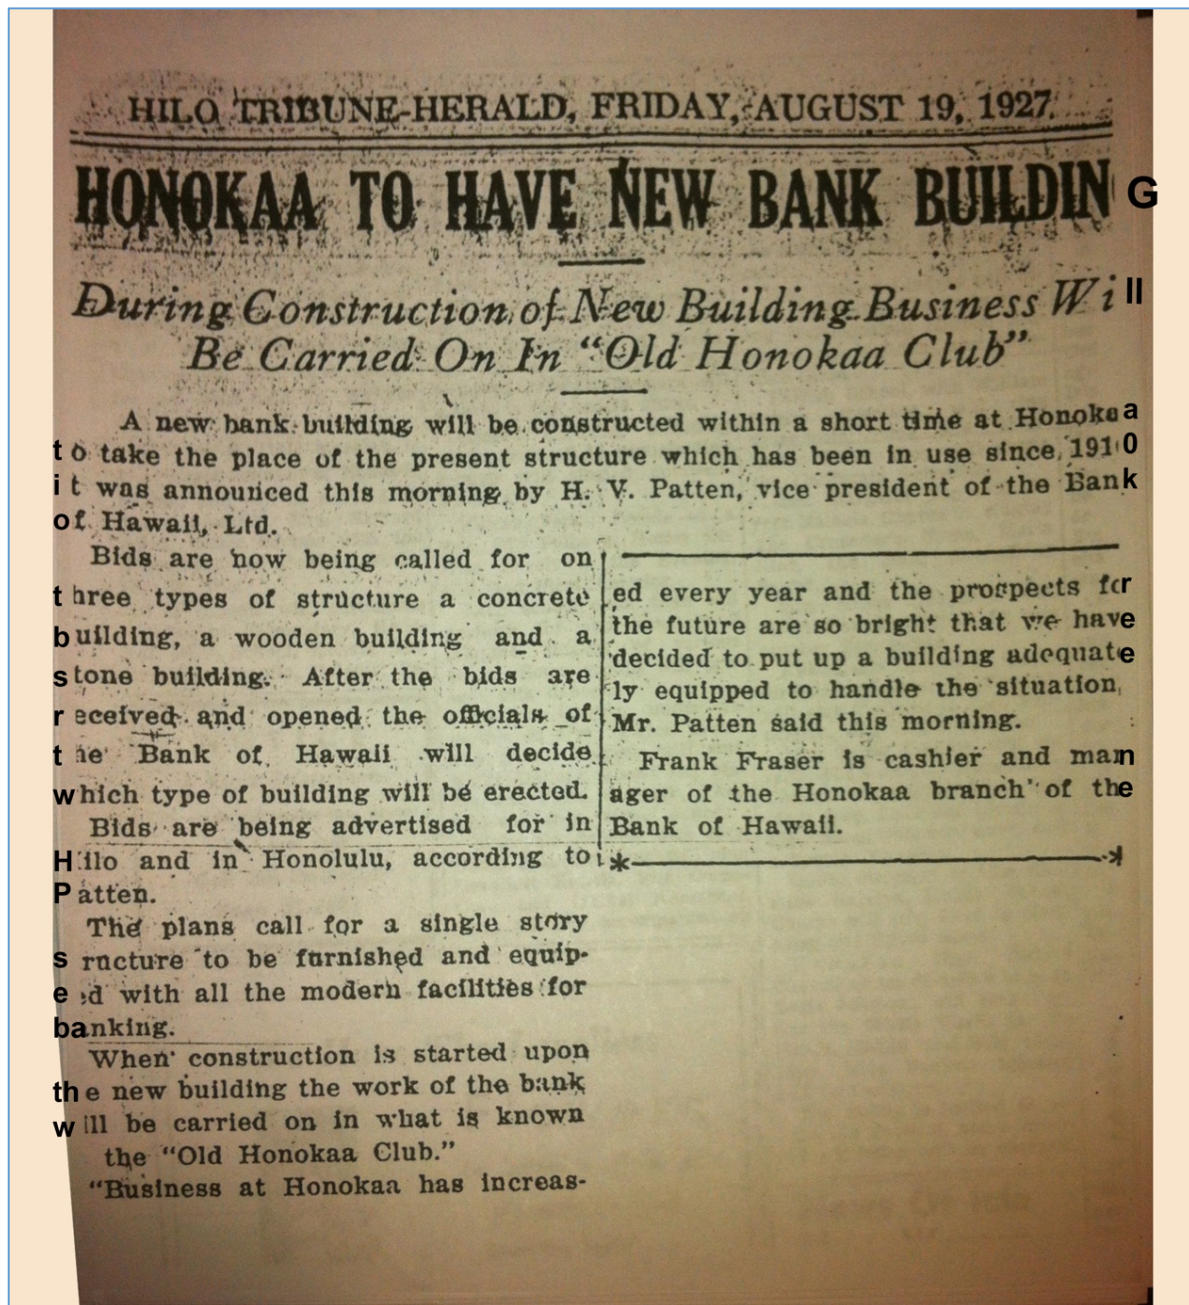 HILO TRIBUNE-HERALD, FRIDAY, AUGUST 19, 1927.
HONOKAA TO HAVE NEW BANK BUILDING
During Construction of New Building Business Will
Be Carried On In “Old Honokaa Club”
A new bank building will be constructed within a short time at Honokaa
to take the place of the present structure which has been in use since 1910
it was announced this morning by H. V. Patten, vice president of the Bank
of Hawaii, Ltd.
Bids are now being called for on
three types of structure a concrete
building, a wooden building and a
stone building. After the bids are
received and opened the officials of
the Bank of Hawaii will decide
which type of building will be erected.
Bids are being advertised for in
Hilo and in Honolulu, according to
Patten.
The plans call for a single story
sructure to be furnished and equip-
ed with all the modern facilities for
banking.
When construction is started upon
the new building the work of the bank
will be carried on in what is known
the “Old Honokaa Club.”
“Business at Honokaa has increas-
ed every year and the prospects for
the future are so bright that we have
decided to put up a building adequate
ly equipped to handle the situation,
Mr. Patten said this morning.
Frank Fraser is cashier and man
ager of the Honokaa branch of the
Bank of Hawaii.